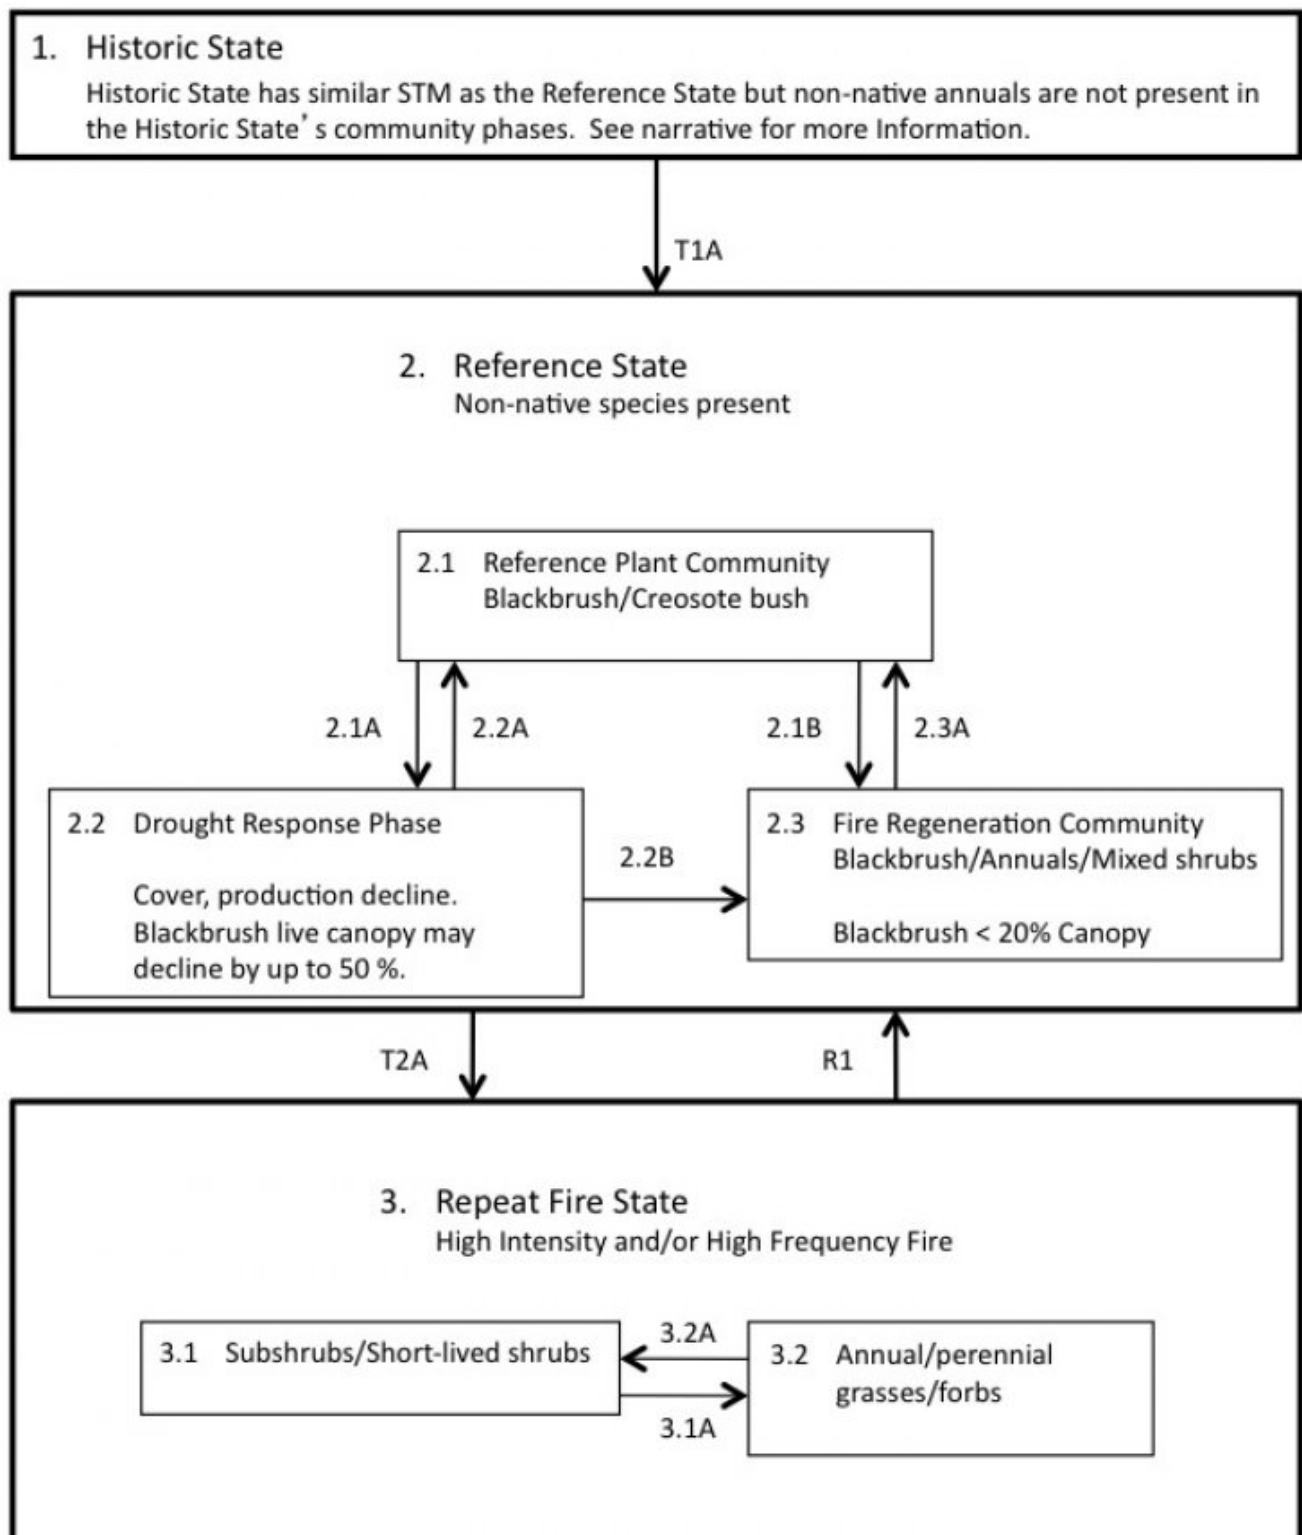 1. Historic State
Historic State has similar STM as the Reference State but non-native annuals are not present in
the Historic State's community phases. See narrative for more Information.
T1A
2. Reference State
Non-native species present
2.1 Reference Plant Community
Blackbrush/Creosote bush
2.1A
2.2A
2.1B
2.3A
2.2 Drought Response Phase
Cover, production decline.
Blackbrush live canopy may
decline by up to 50 %.
2.2B
2.3 Fire Regeneration Community
Blackbrush/Annuals/Mixed shrubs
Blackbrush < 20% Canopy
T2A
R1
3. Repeat Fire State
High Intensity and/or High Frequency Fire
3.1 Subshrubs/Short-lived shrubs
3.2A
3.1A
3.2 Annual/perennial
grasses/forbs